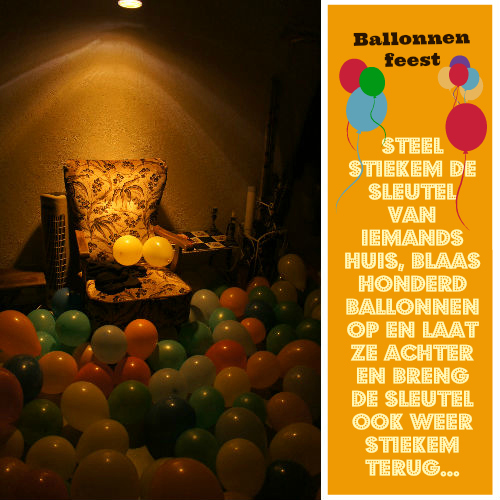 Ballonnen
feest
STEEL
STIEKEM DE
SLEUTEL
VAN
IEMANDS
HUIS, BLAAS
HONDERD
BALLONNEN
OP EN LAAT
ZE ACHTER
EN BRENG
DE SLEUTEL
OOK WEER
STIEKEM
TERUG...